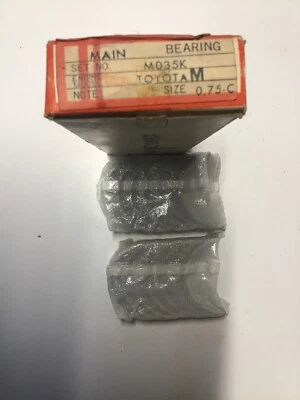 MAIN BEARING
SET NO. M035K
ENGINE TOYOTA M
NOTE SIZE 0.75-C